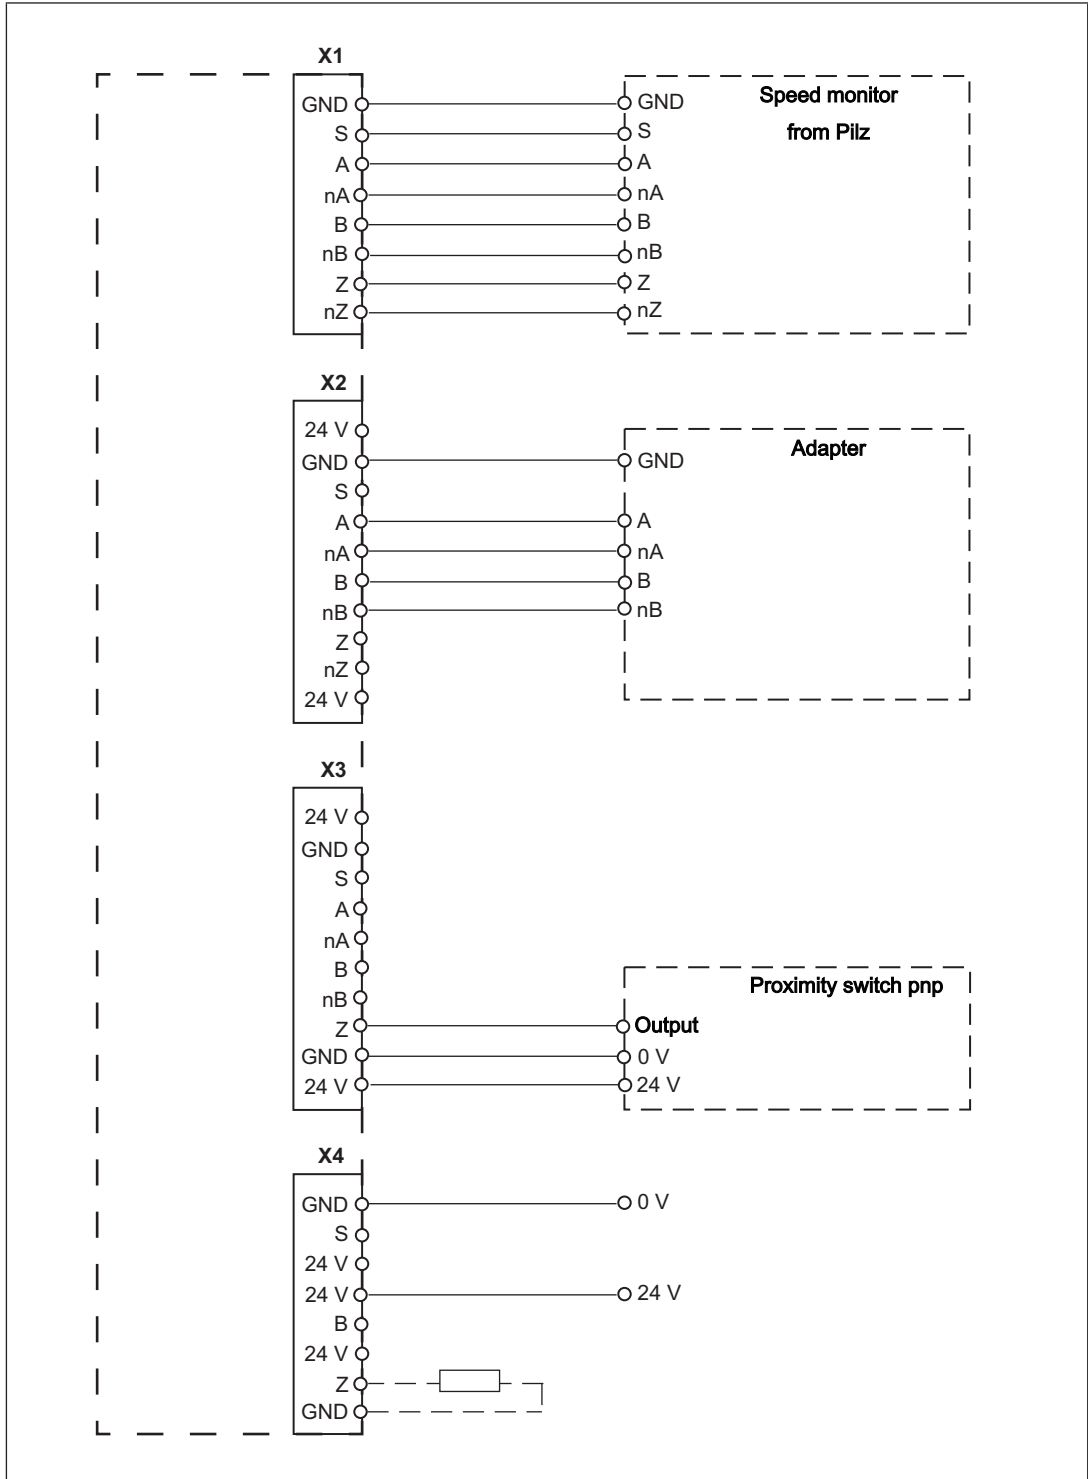 X1
GND GND Speed monitor
S S from Pilz
A A
nA nA
B B
nB nB
Z Z
nZ nZ
X2
24 V Adapter
GND GND
S
A A
nA nA
B B
nB nB
Z
nZ
24 V
X3
24 V
GND
S
A
nA
B Proximity switch pnp
nB
Z Output
GND 0 V
24 V 24 V
X4
GND 0 V
S
24 V
24 V 24 V
B
24 V
Z
GND